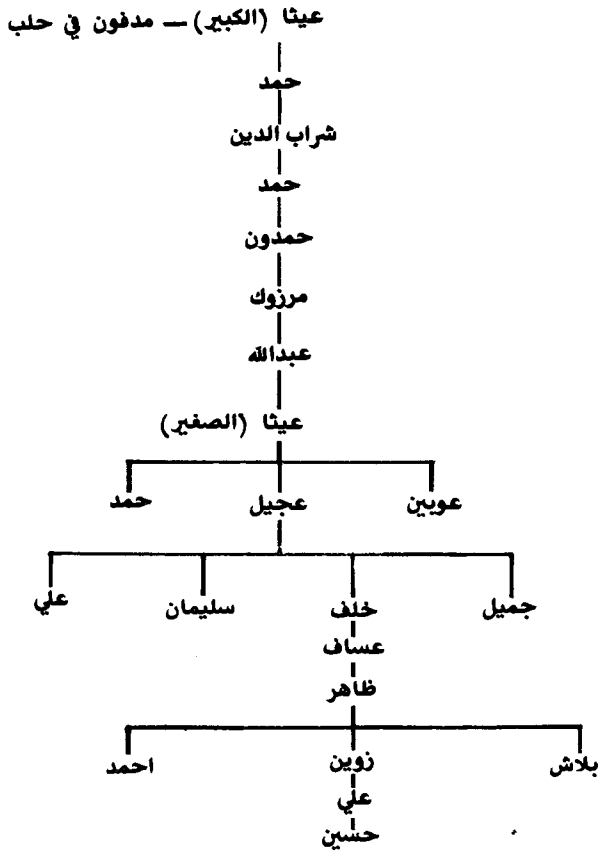 عيثا (الكبير) — مدفون في حلب
حمد
شراب الدين
حمد
حمدون
مرزوك
عبدالله
عيثا (الصغير)
عوبين عجيل حمد
جميل خلف سليمان علي
عساف
ظاهر
بلاش زوين احمد
علي
حسين